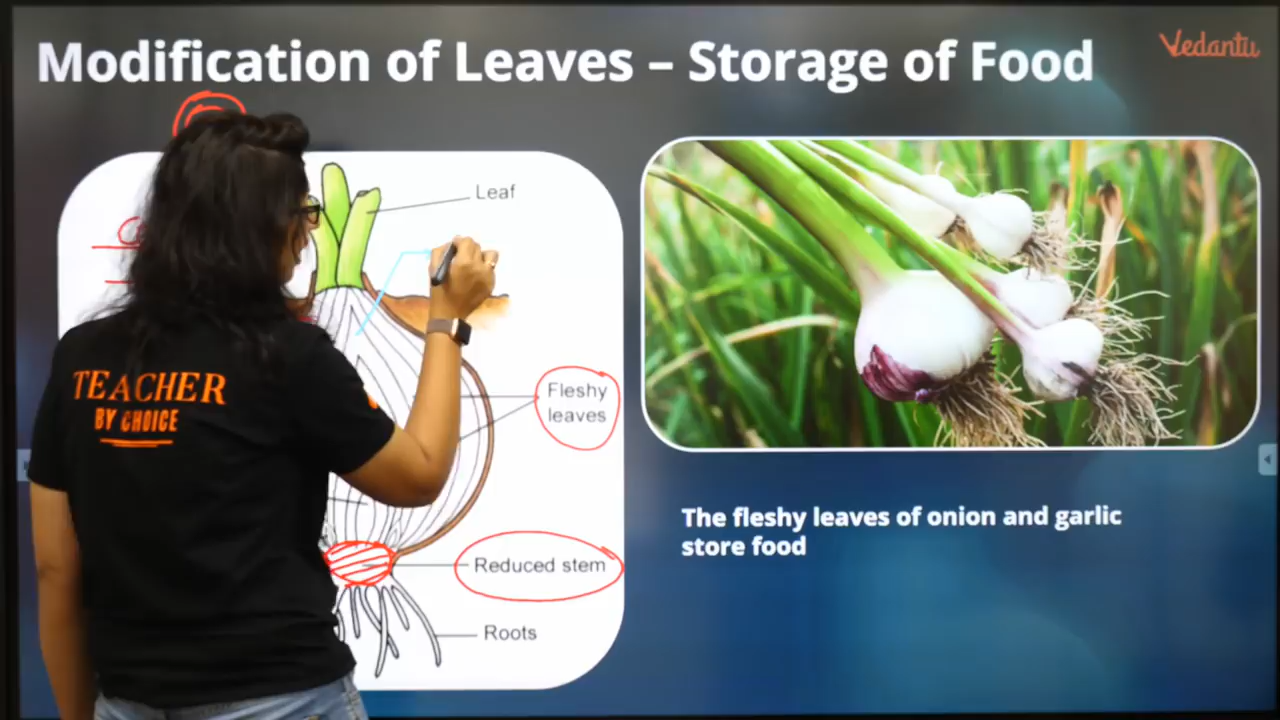 Modification of Leaves – Storage of Food
Vedantu
Leaf
TEACHER
BY CHOICE
Fleshy
leaves
Reduced stem
Roots
The fleshy leaves of onion and garlic
store food